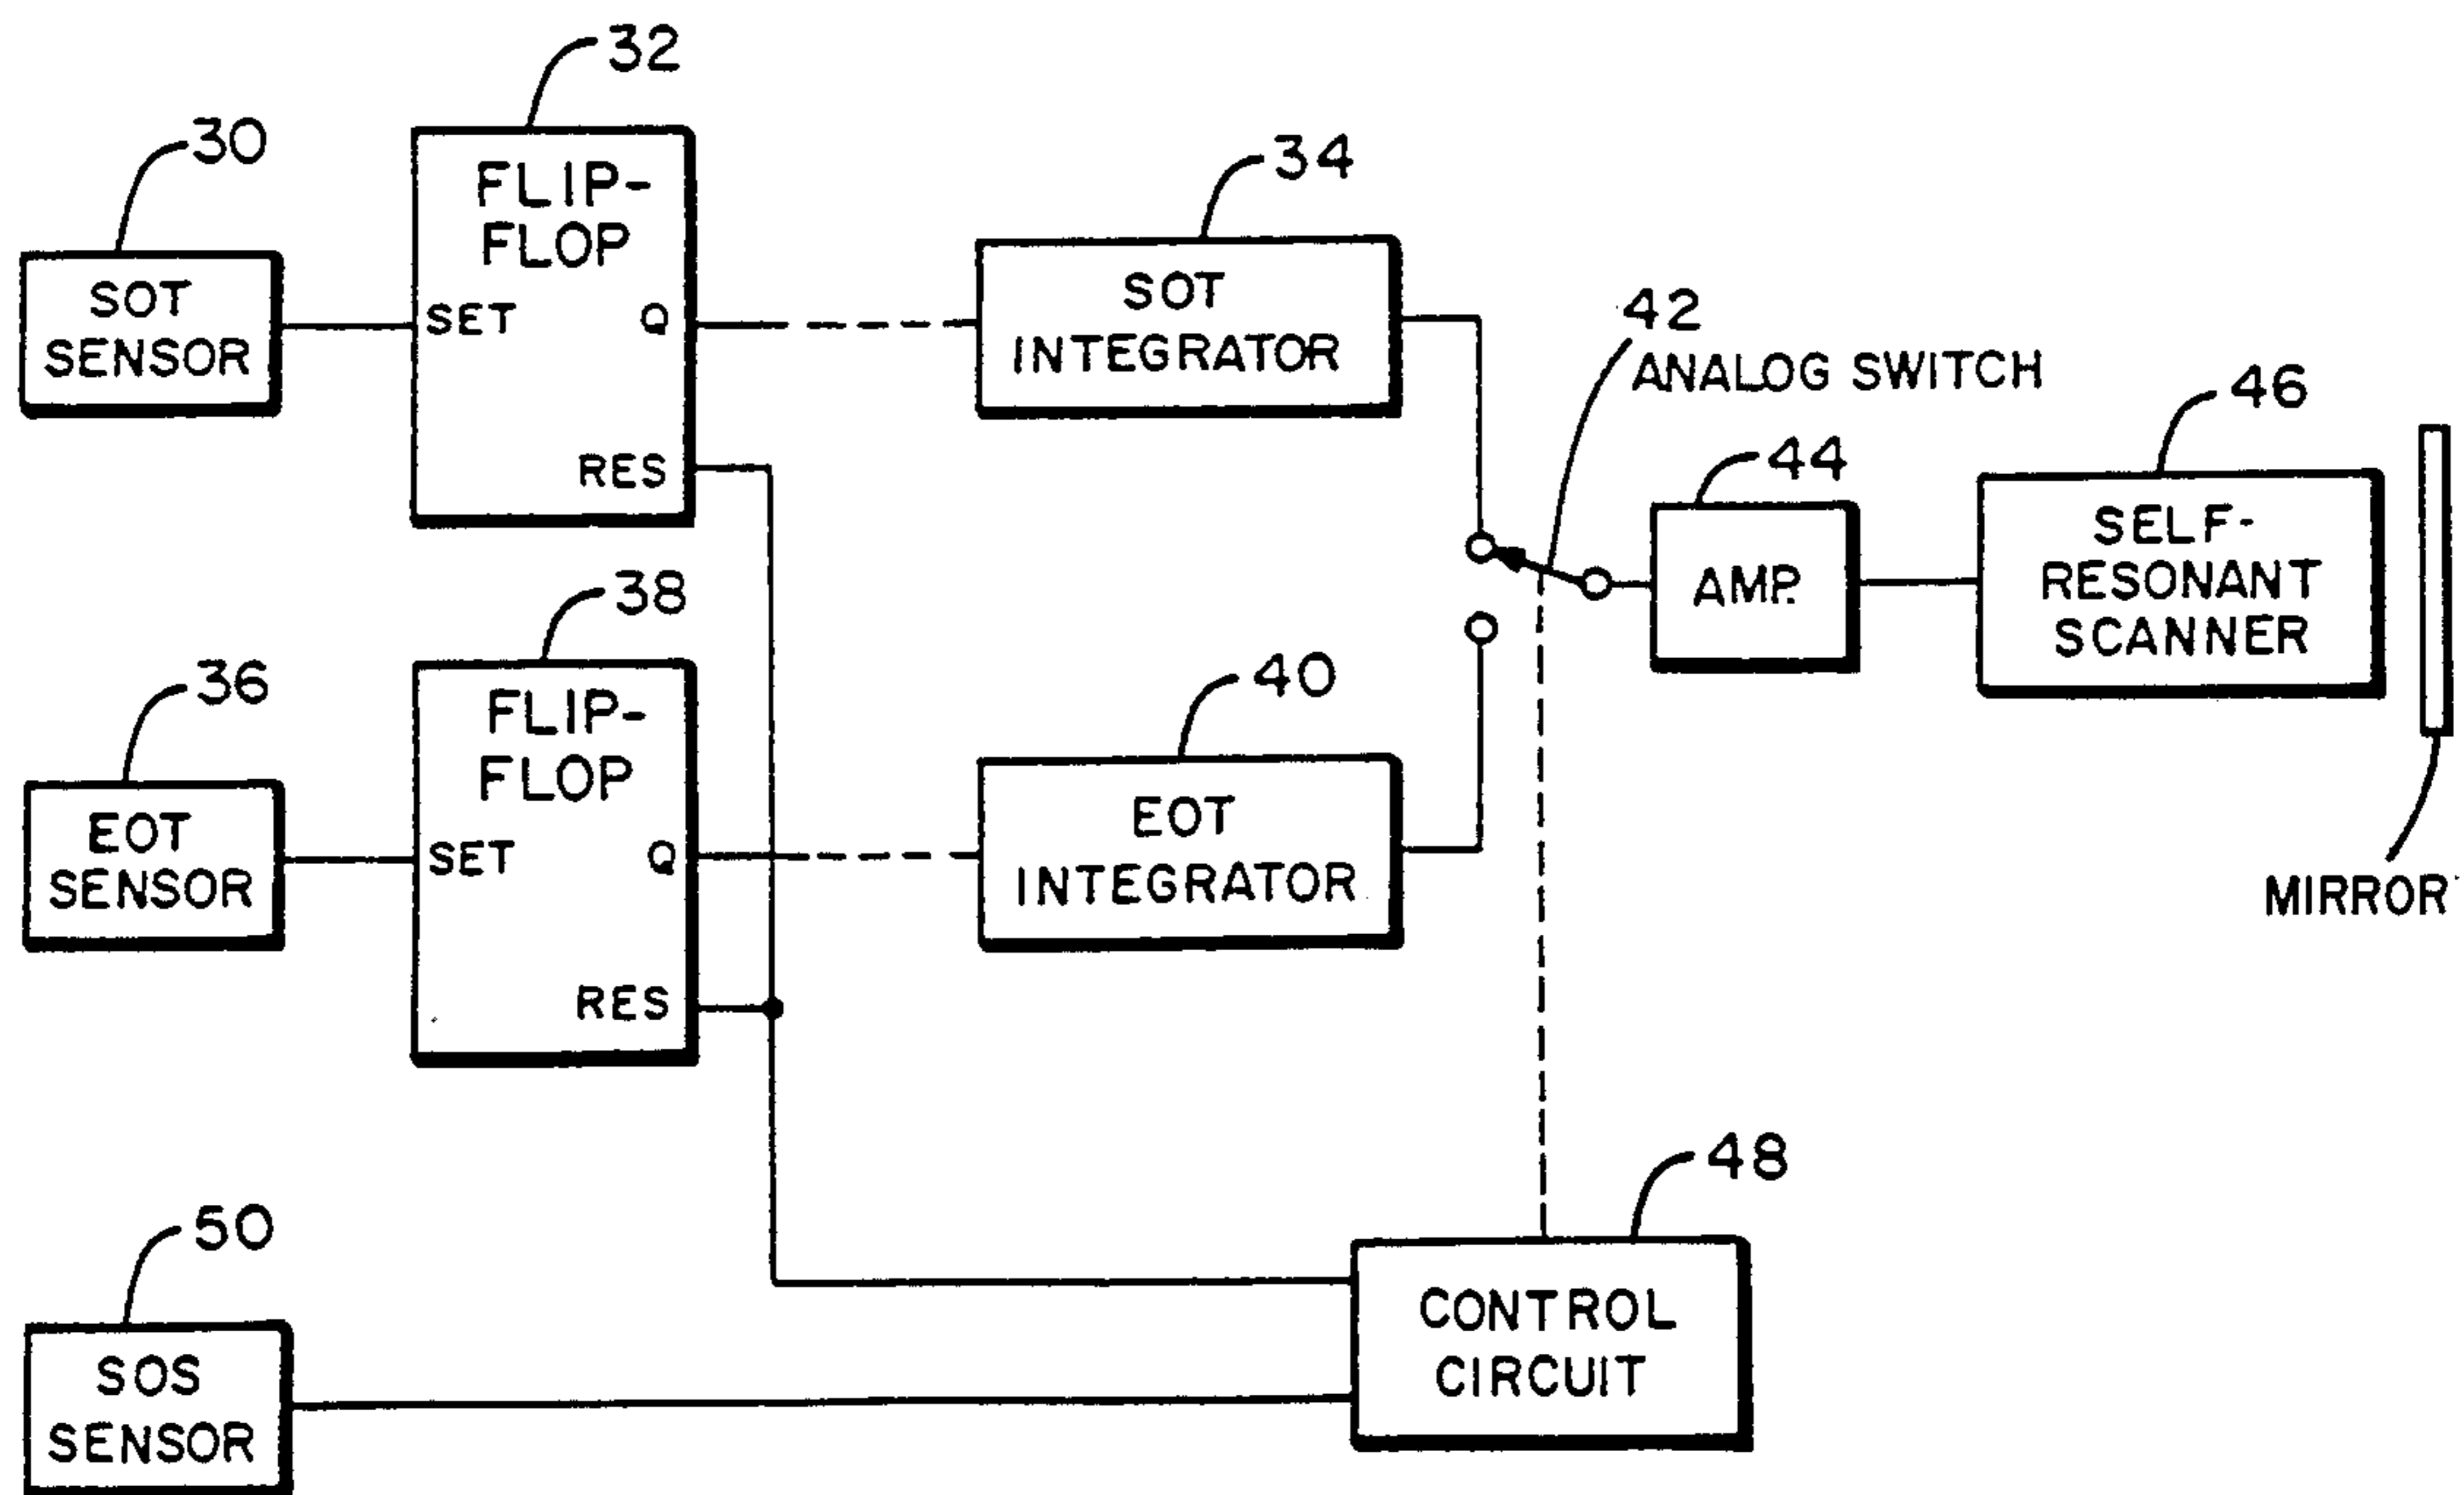 32
30
FLIP-
FLOP
SET Q
RES
SOT
SENSOR
34
SOT
INTEGRATOR
42
ANALOG SWITCH
46
44
AMP.
SELF-
RESONANT
SCANNER
MIRROR
38
36
FLIP-
FLOP
SET Q
RES
EOT
SENSOR
40
EOT
INTEGRATOR
48
CONTROL
CIRCUIT
50
SOS
SENSOR